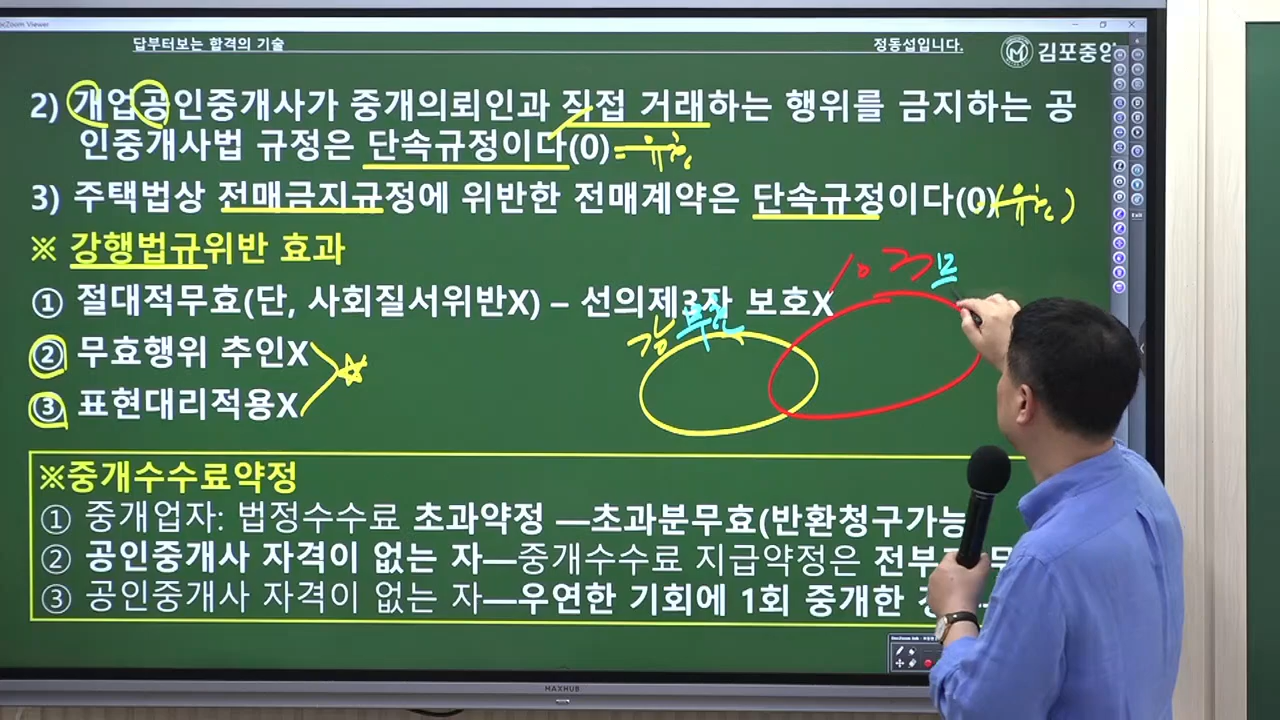 답부터보는 합격의 기술 정동섭입니다. 김포중앙
2) 개업공인중개사가 중개의뢰인과 직접 거래하는 행위를 금지하는 공
인중개사법 규정은 단속규정이다(0)=유효
3) 주택법상 전매금지규정에 위반한 전매계약은 단속규정이다(0)(유효)
※ 강행법규위반 효과
① 절대적무효(단, 사회질서위반X) – 선의제3자 보호X
103
② 무효행위 추인X
강
③ 표현대리적용X
※중개수수료약정
① 중개업자: 법정수수료 초과약정 —초과분무효(반환청구가능
② 공인중개사 자격이 없는 자—중개수수료 지급약정은 전부
③ 공인중개사 자격이 없는 자—우연한 기회에 1회 중개한
MAXHUB